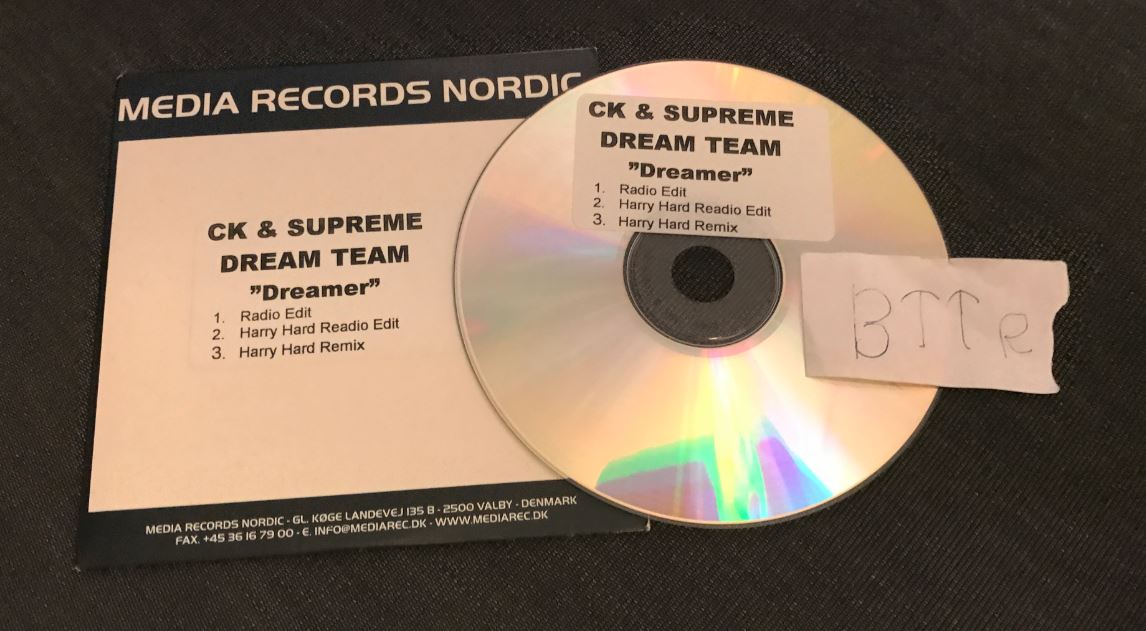 MEDIA RECORDS NORDIC
CK & SUPREME
DREAM TEAM
”Dreamer”
1. Radio Edit
2. Harry Hard Readio Edit
3. Harry Hard Remix
MEDIA RECORDS NORDIC - GL. KØGE LANDEVEJ 135 B - 2500 VALBY - DENMARK
FAX. +45 36 16 79 00 - E. INFO@MEDIAREC.DK - WWW.MEDIAREC.DK
CK & SUPREME
DREAM TEAM
”Dreamer”
1. Radio Edit
2. Harry Hard Readio Edit
3. Harry Hard Remix
BTTR